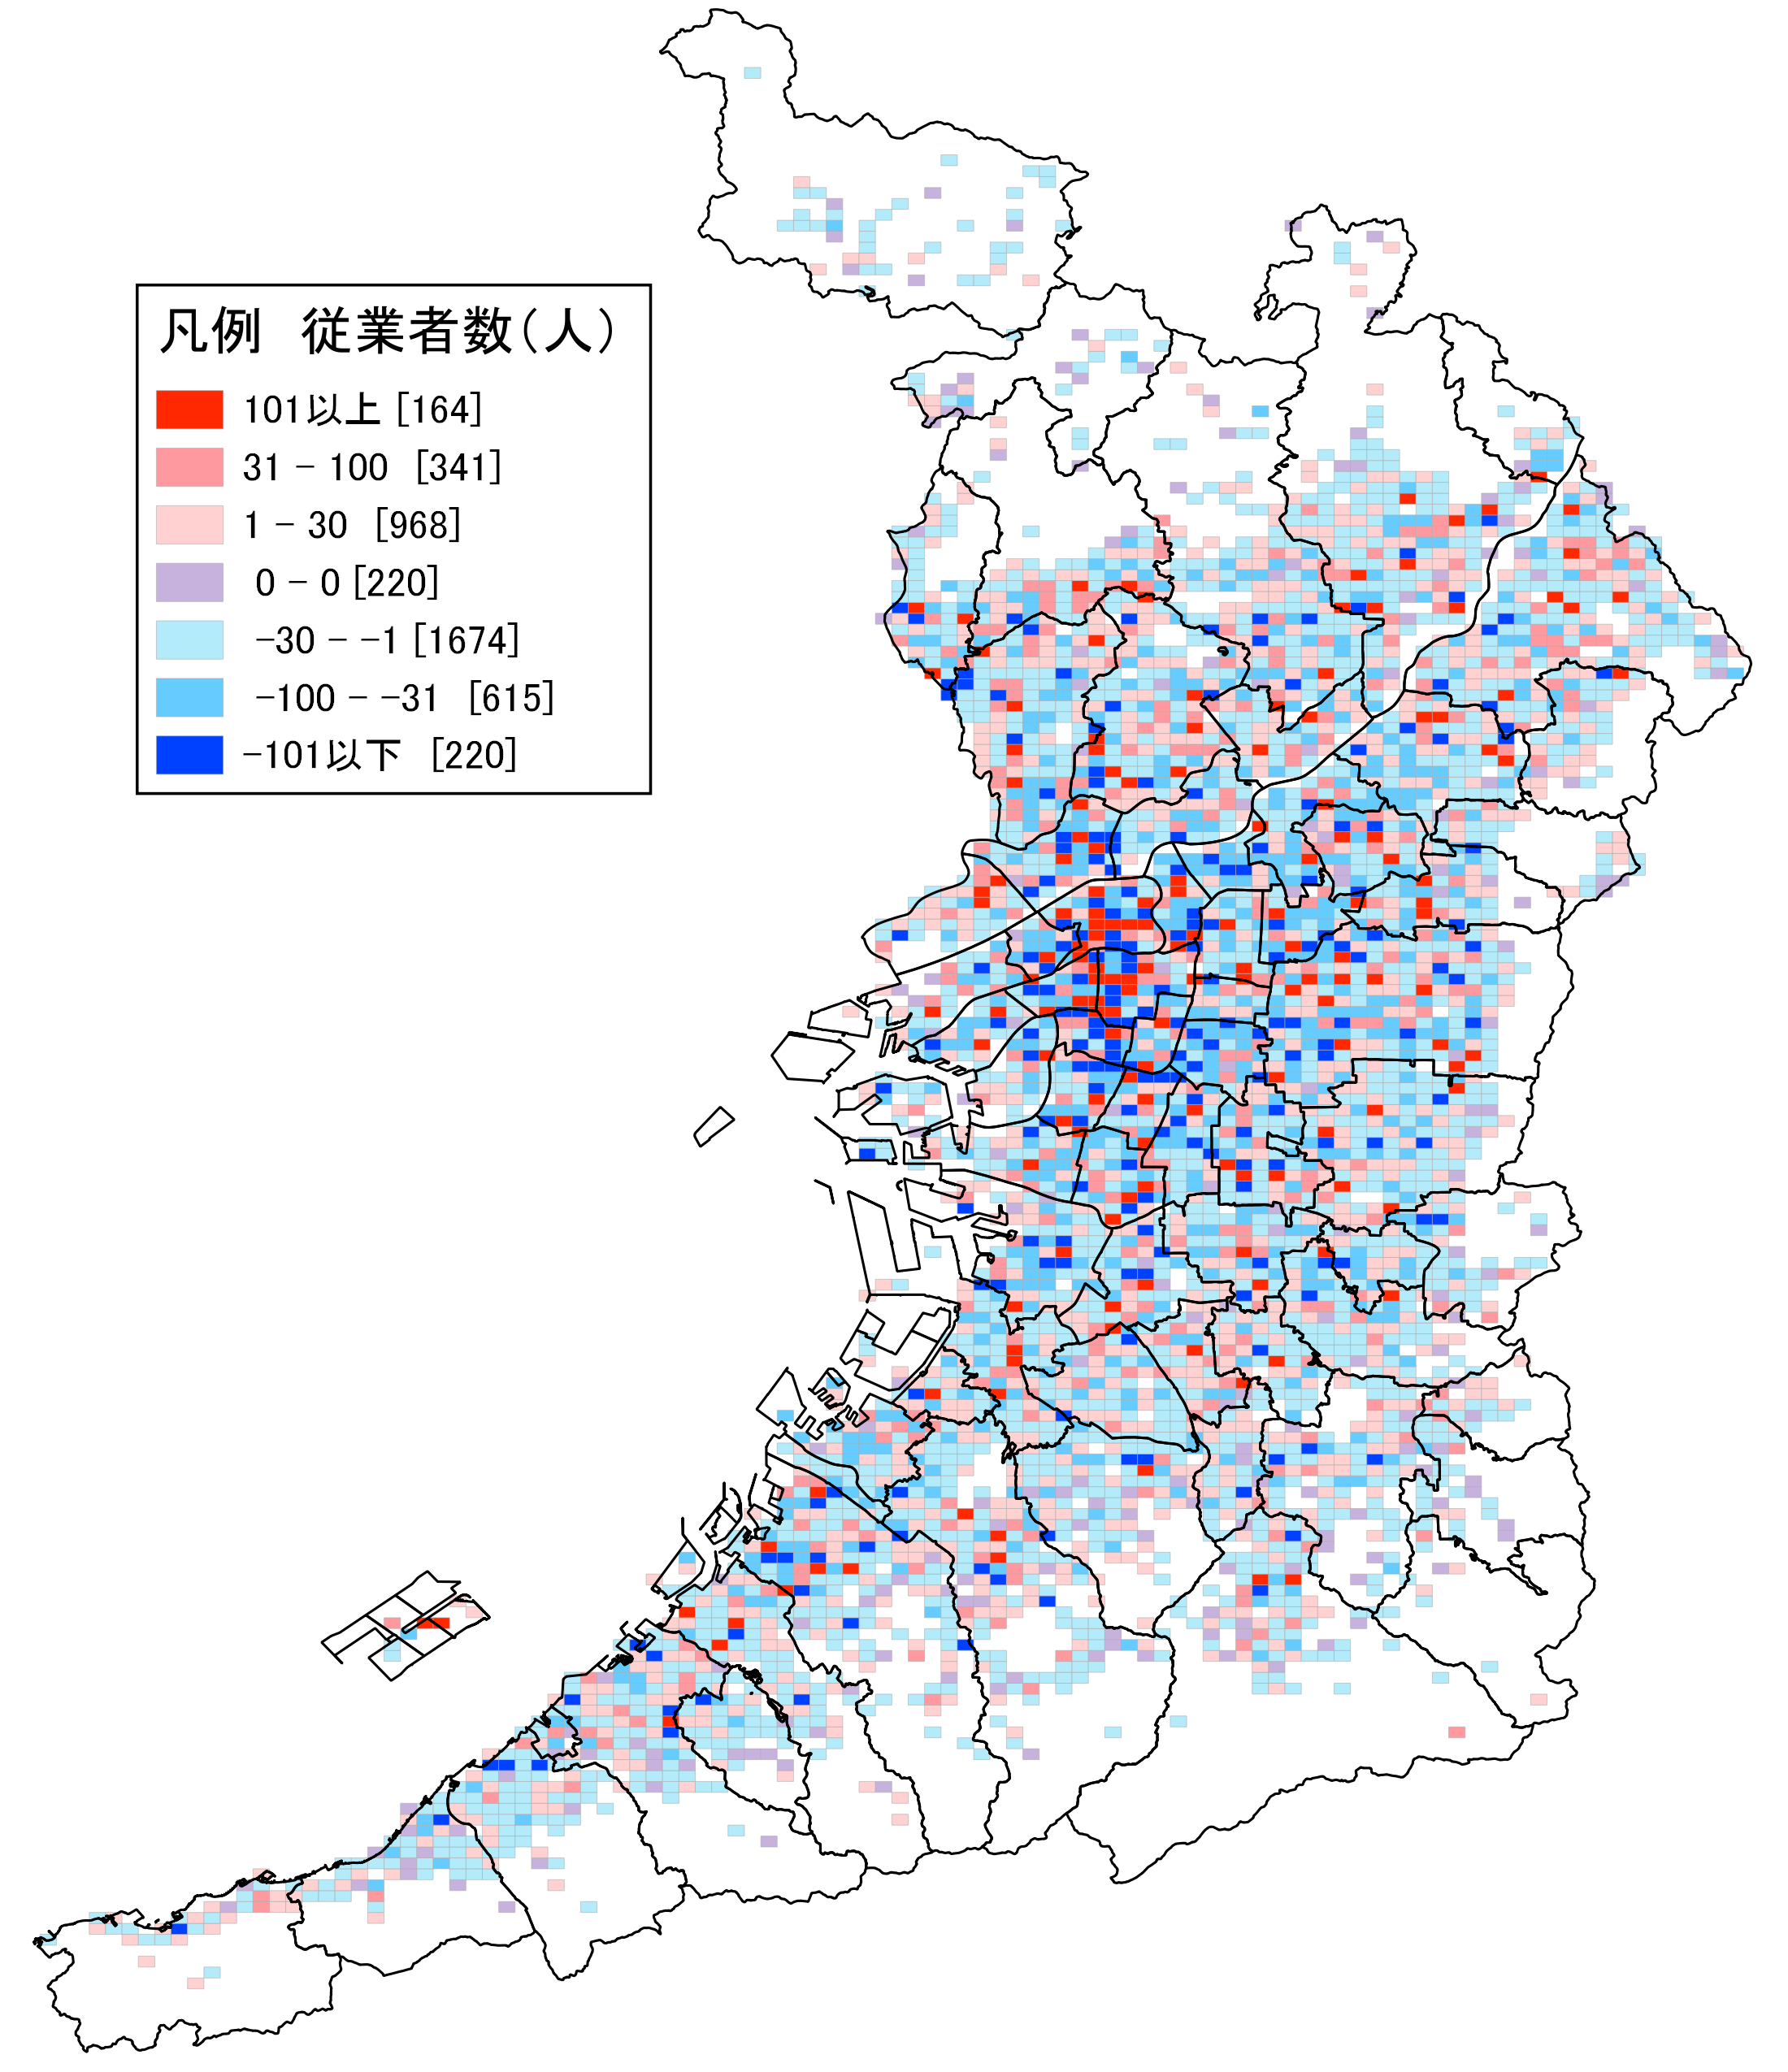 凡例　従業者数(人)
101以上 [164]
31 - 100 [341]
1 - 30 [968]
0 - 0 [220]
-30 - -1 [1674]
-100 - -31 [615]
-101以下 [220]